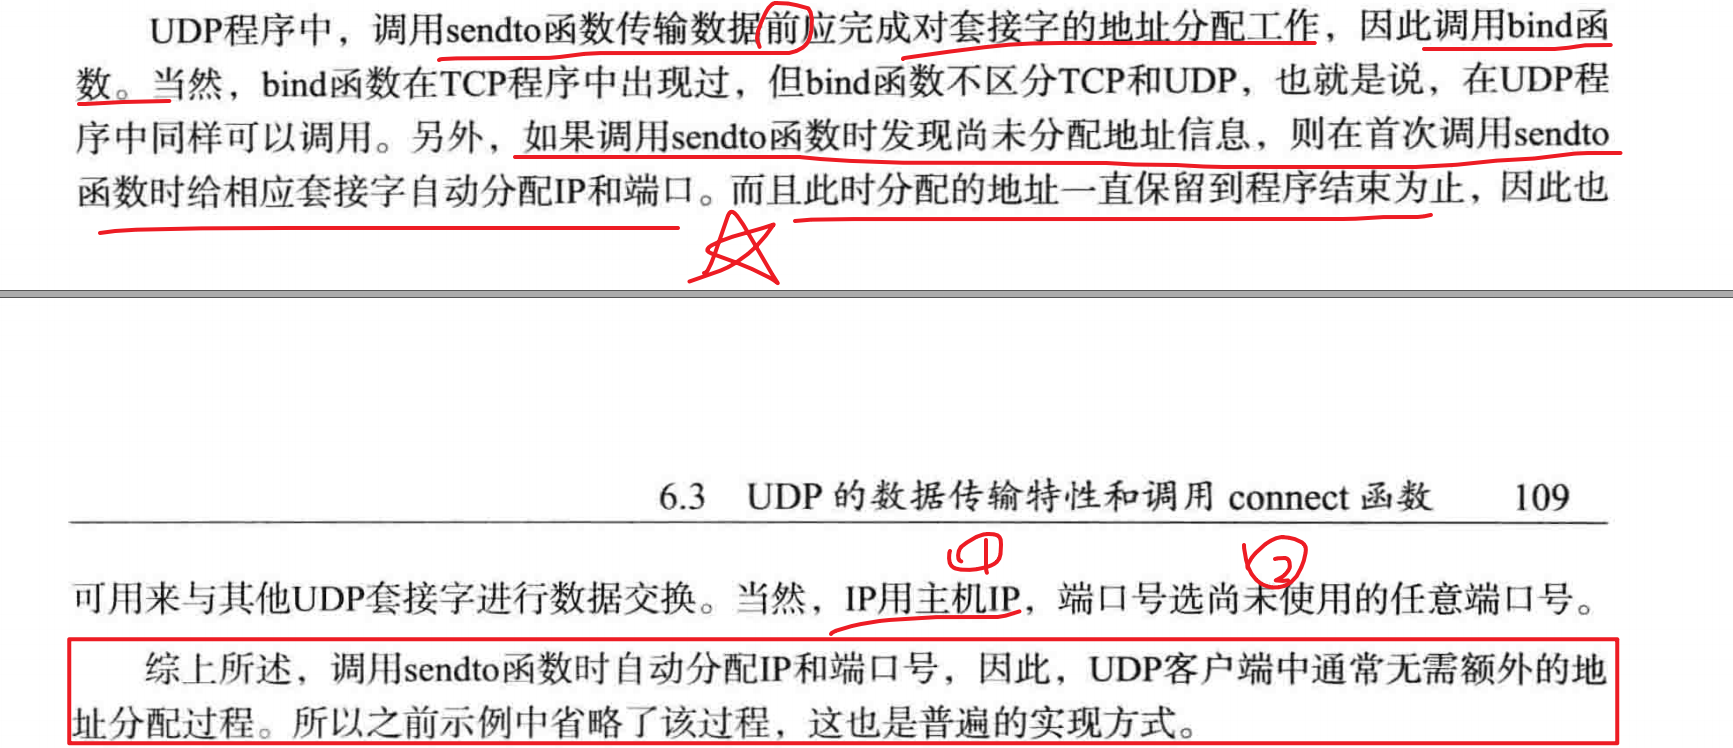 UDP程序中，调用sendto函数传输数据前应完成对套接字的地址分配工作，因此调用bind函
数。当然，bind函数在TCP程序中出现过，但bind函数不区分TCP和UDP，也就是说，在UDP程
序中同样可以调用。另外，如果调用sendto函数时发现尚未分配地址信息，则在首次调用sendto
函数时给相应套接字自动分配IP和端口。而且此时分配的地址一直保留到程序结束为止，因此也
6.3 UDP 的数据传输特性和调用 connect 函数 109
① ②
可用来与其他UDP套接字进行数据交换。当然，IP用主机IP，端口号选尚未使用的任意端口号。
综上所述，调用sendto函数时自动分配IP和端口号，因此，UDP客户端中通常无需额外的地
址分配过程。所以之前示例中省略了该过程，这也是普遍的实现方式。